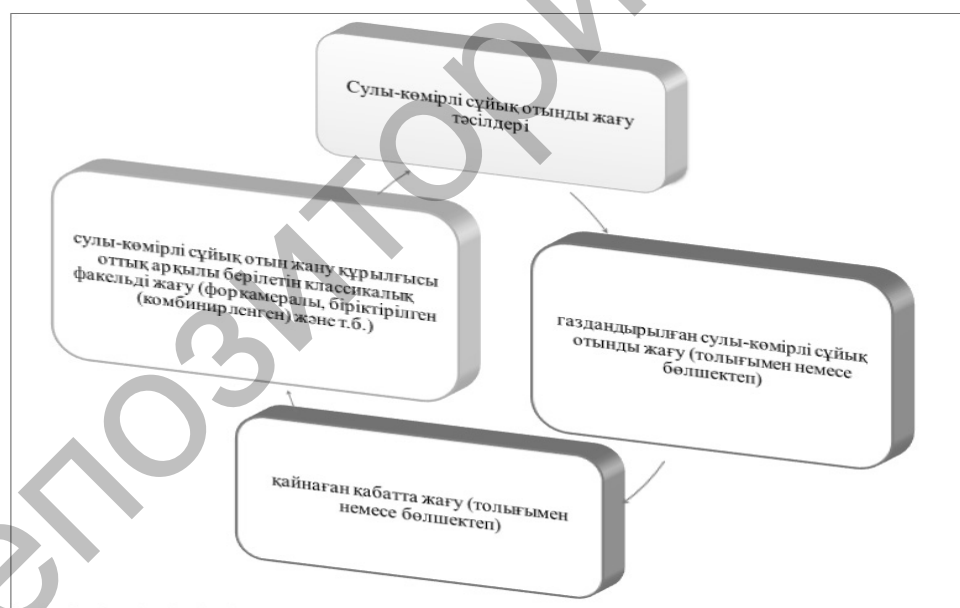 Сулы-көмірлі сұйық отынды жағу
тәсілдері
сулы-көмірлі сұйық отын жану құрылғысы
оттық арқылы берілетін классикалық
факельді жағу (форкамералы, біріктірілген
(комбинирленген) және т.б.)
газдандырылған сулы-көмірлі сұйық
отынды жағу (толығымен немесе
бөлшектеп)
қайнаған қабатта жағу (толығымен
немесе бөлшектеп)